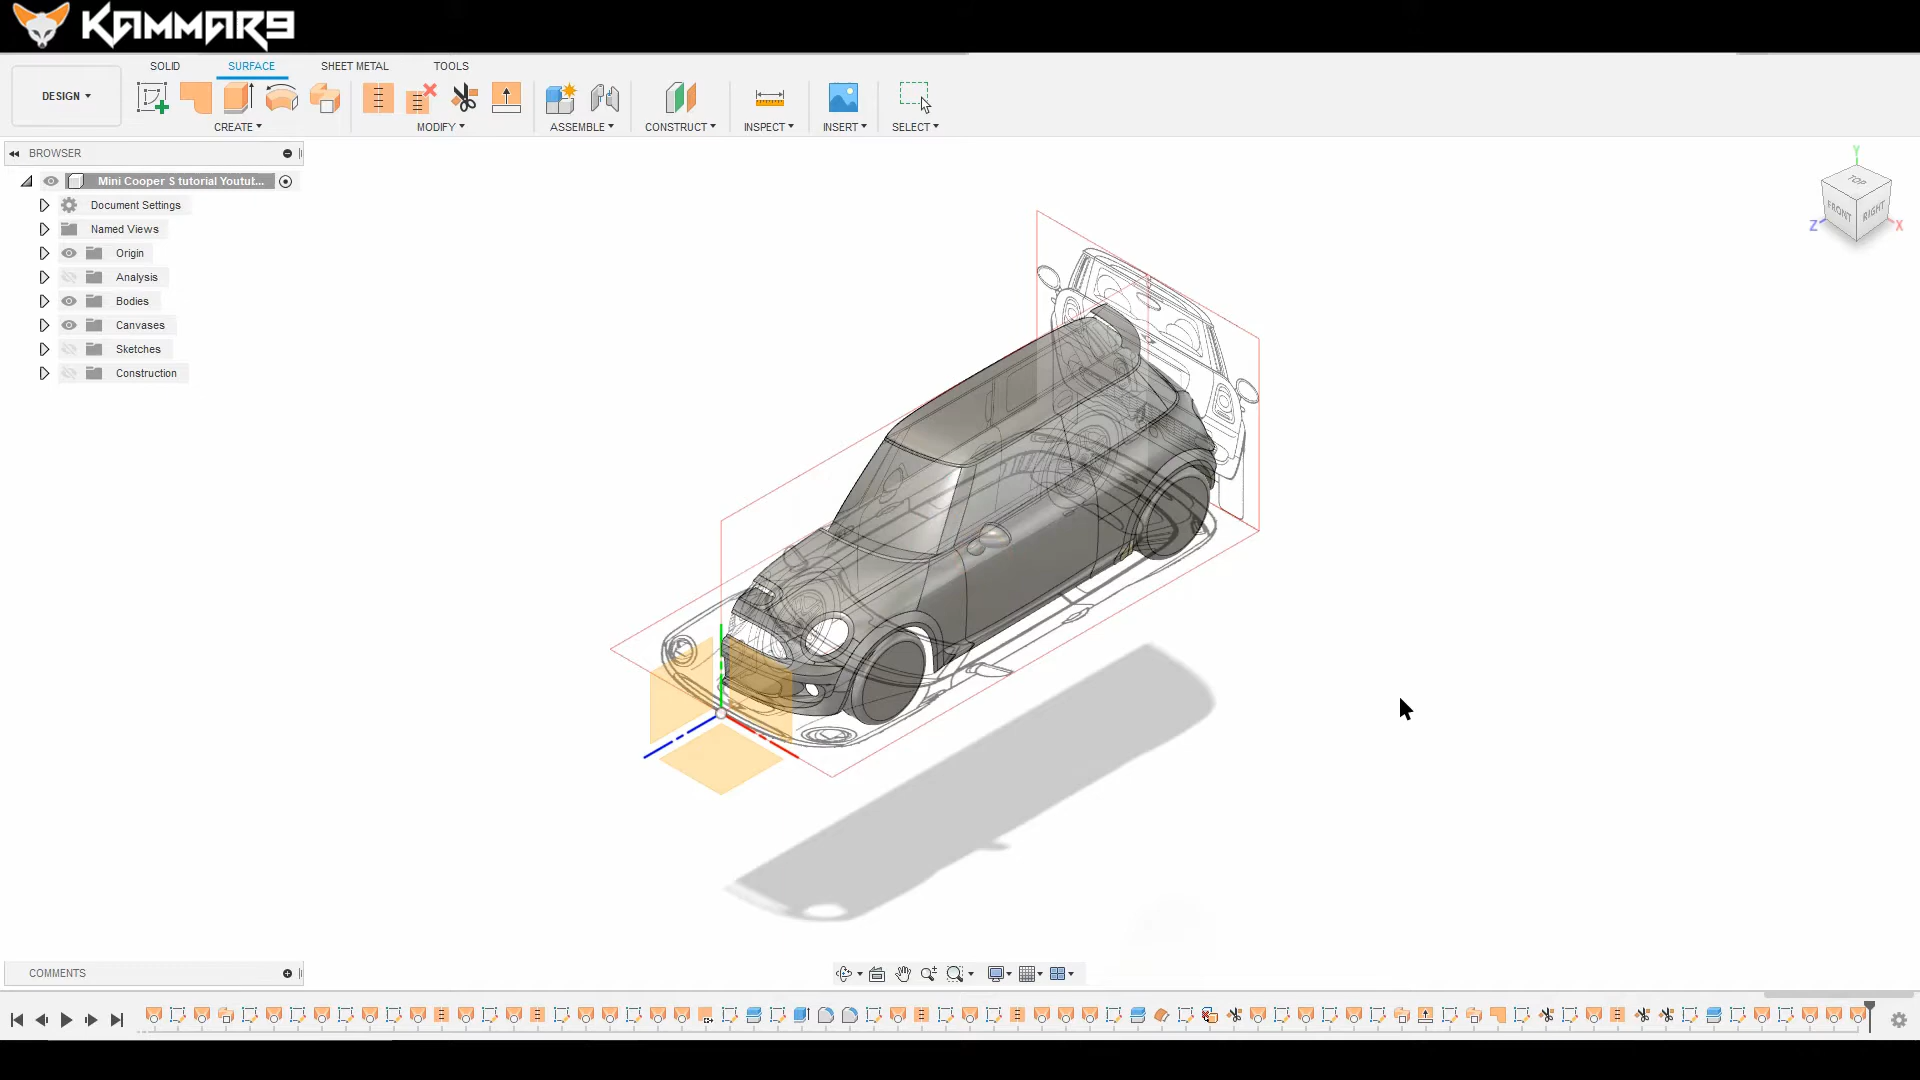 KAMMAR9
SOLID SURFACE SHEET METAL TOOLS
DESIGN
CREATE MODIFY ASSEMBLE CONSTRUCT INSPECT INSERT SELECT
BROWSER
Mini Cooper S tutorial Youtut...
Document Settings
Named Views
Origin
Analysis
Bodies
Canvases
Sketches
Construction
Y
TOP
FRONT RIGHT
Z X
COMMENTS